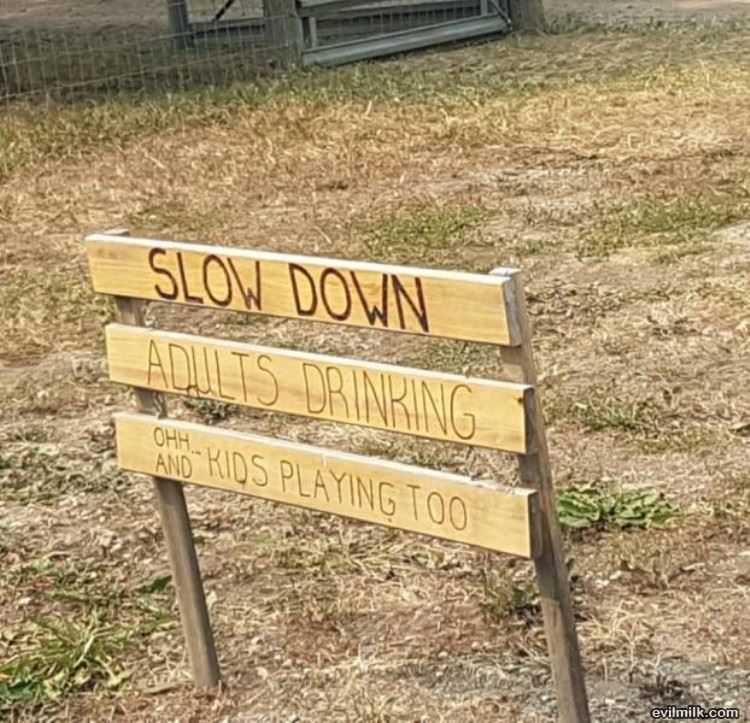 SLOW DOWN
ADULTS DRINKING
OHH...
AND KIDS PLAYING TOO
evilmilk.com